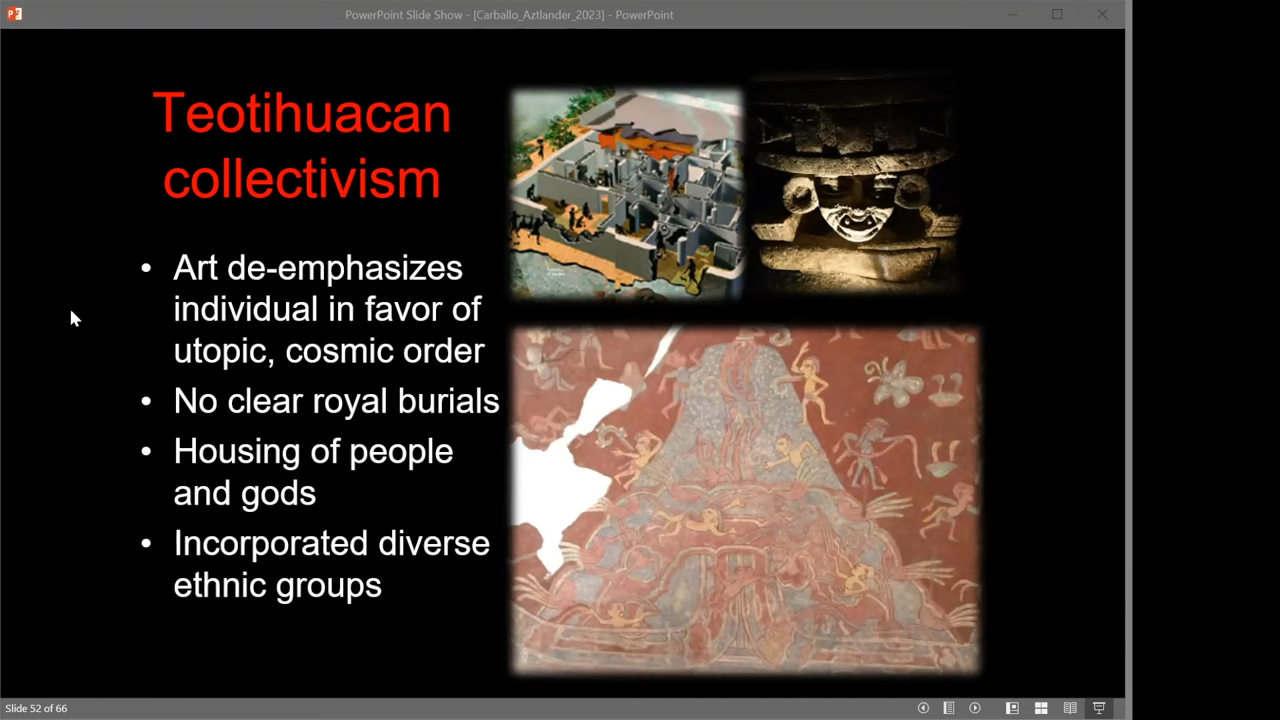 PowerPoint Slide Show - [Carballo_Aztlander_2023] - PowerPoint
Teotihuacan
collectivism
• Art de-emphasizes
individual in favor of
utopic, cosmic order
• No clear royal burials
• Housing of people
and gods
• Incorporated diverse
ethnic groups
Slide 52 of 66